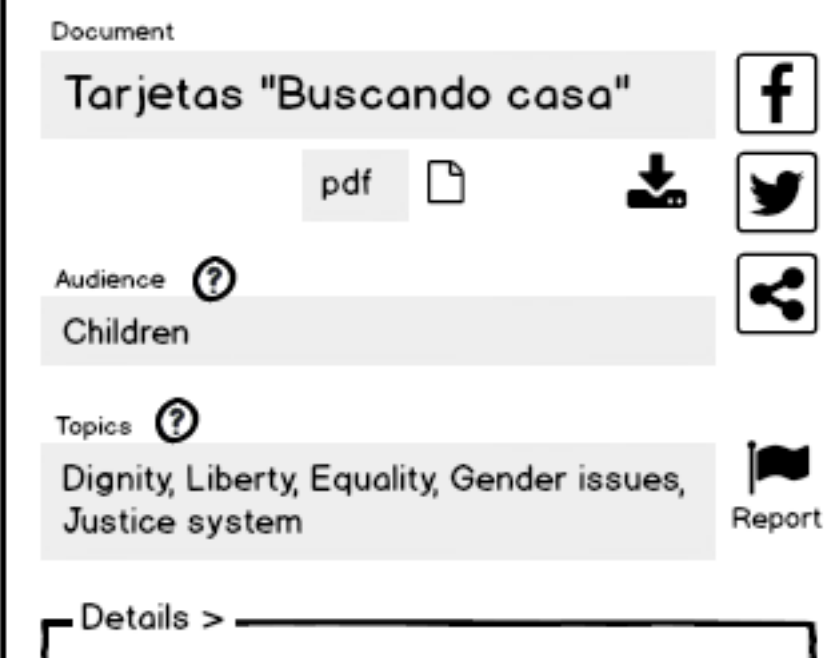 Document
Tarjetas "Buscando casa"
pdf
Audience ?
Children
Topics ?
Dignity, Liberty, Equality, Gender issues,
Justice system
Report
Details >